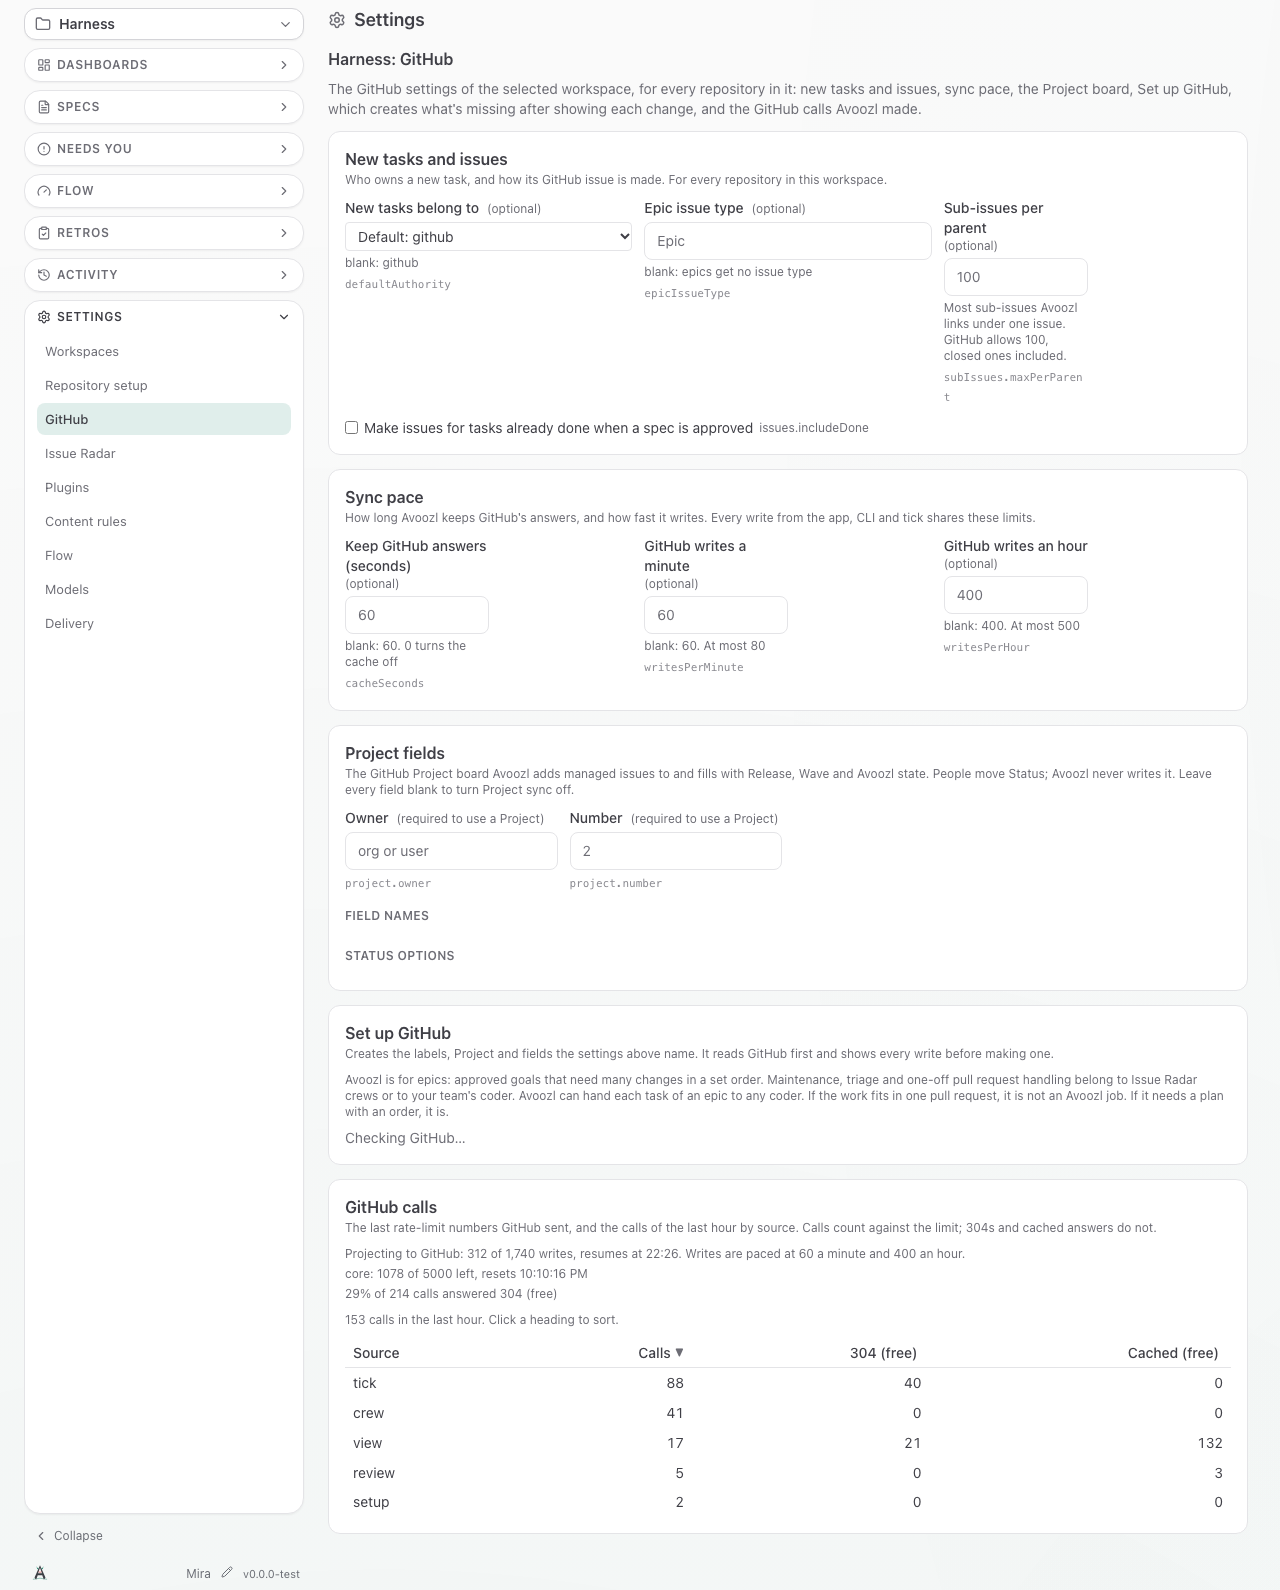 Harness
DASHBOARDS
SPECS
NEEDS YOU
FLOW
RETROS
ACTIVITY
SETTINGS
Workspaces
Repository setup
GitHub
Issue Radar
Plugins
Content rules
Flow
Models
Delivery
Collapse
Mira v0.0.0-test
Settings
Harness: GitHub
The GitHub settings of the selected workspace, for every repository in it: new tasks and issues, sync pace, the Project board, Set up GitHub,
which creates what's missing after showing each change, and the GitHub calls Avoozl made.
New tasks and issues
Who owns a new task, and how its GitHub issue is made. For every repository in this workspace.
New tasks belong to (optional)
Default: github
blank: github
defaultAuthority
Epic issue type (optional)
Epic
blank: epics get no issue type
epicIssueType
Sub-issues per
parent
(optional)
100
Most sub-issues Avoozl
links under one issue.
GitHub allows 100,
closed ones included.
subIssues.maxPerParen
t
Make issues for tasks already done when a spec is approved issues.includeDone
Sync pace
How long Avoozl keeps GitHub's answers, and how fast it writes. Every write from the app, CLI and tick shares these limits.
Keep GitHub answers
(seconds)
(optional)
60
blank: 60. 0 turns the
cache off
cacheSeconds
GitHub writes a
minute
(optional)
60
blank: 60. At most 80
writesPerMinute
GitHub writes an hour
(optional)
400
blank: 400. At most 500
writesPerHour
Project fields
The GitHub Project board Avoozl adds managed issues to and fills with Release, Wave and Avoozl state. People move Status; Avoozl never writes it. Leave
every field blank to turn Project sync off.
Owner (required to use a Project)
org or user
project.owner
Number (required to use a Project)
2
project.number
FIELD NAMES
STATUS OPTIONS
Set up GitHub
Creates the labels, Project and fields the settings above name. It reads GitHub first and shows every write before making one.
Avoozl is for epics: approved goals that need many changes in a set order. Maintenance, triage and one-off pull request handling belong to Issue Radar
crews or to your team's coder. Avoozl can hand each task of an epic to any coder. If the work fits in one pull request, it is not an Avoozl job. If it needs a plan
with an order, it is.
Checking GitHub...
GitHub calls
The last rate-limit numbers GitHub sent, and the calls of the last hour by source. Calls count against the limit; 304s and cached answers do not.
Projecting to GitHub: 312 of 1,740 writes, resumes at 22:26. Writes are paced at 60 a minute and 400 an hour.
core: 1078 of 5000 left, resets 10:10:16 PM
29% of 214 calls answered 304 (free)
153 calls in the last hour. Click a heading to sort.
Source Calls ▼ 304 (free) Cached (free)
tick 88 40 0
crew 41 0 0
view 17 21 132
review 5 0 3
setup 2 0 0